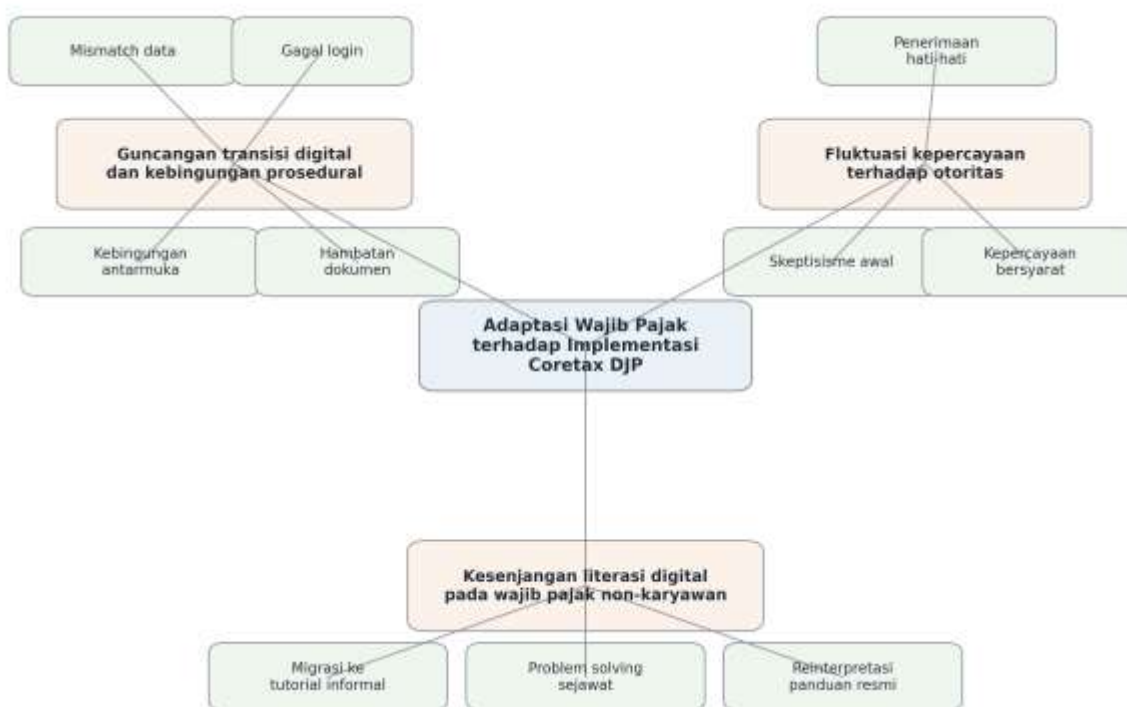 Mismatch data
Gagal login
Penerimaan
hati-hati
Guncangan transisi digital
dan kebingungan prosedural
Fluktuasi kepercayaan
terhadap otoritas
Kebingungan
antarmuka
Hambatan
dokumen
Skeptisisme awal
Kepercayaan
bersyarat
Adaptasi Wajib Pajak
terhadap Implementasi
Coretax DJP
Kesenjangan literasi digital
pada wajib pajak non-karyawan
Migrasi ke
tutorial informal
Problem solving
sejawat
Reinterpretasi
panduan resmi